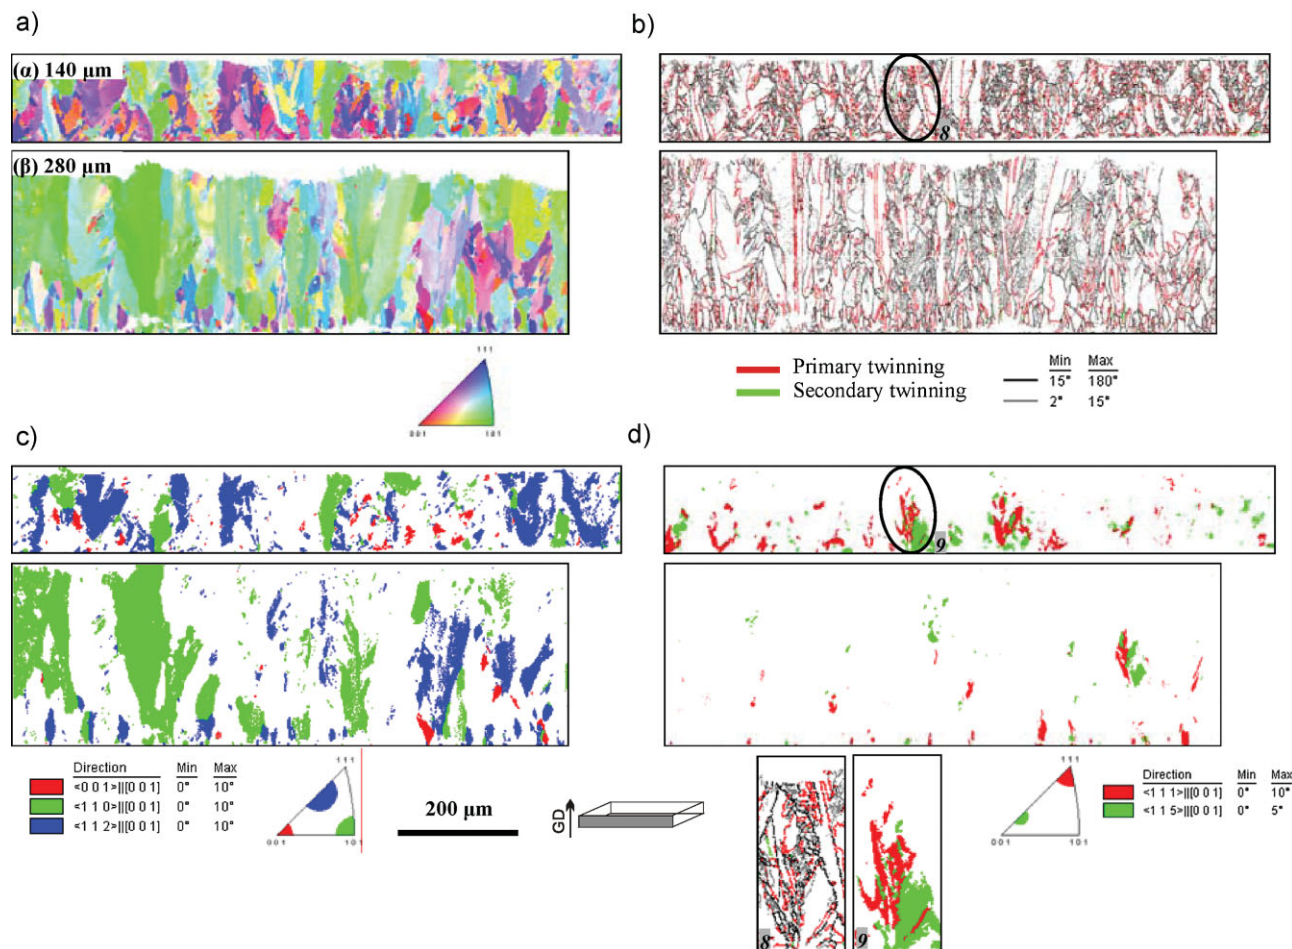 a)
b)
(α) 140 μm
8
(β) 280 μm
111
001
101
Primary twinning
Secondary twinning
Min Max
15° 180°
2° 15°
c)
d)
9
Direction Min Max
<0 0 1>||[0 0 1] 0° 10°
<1 1 0>||[0 0 1] 0° 10°
<1 1 2>||[0 0 1] 0° 10°
111
001
101
200 μm
GD
8
9
111
001
101
Direction Min Max
<1 1 1>||[0 0 1] 0° 10°
<1 1 5>||[0 0 1] 0° 5°